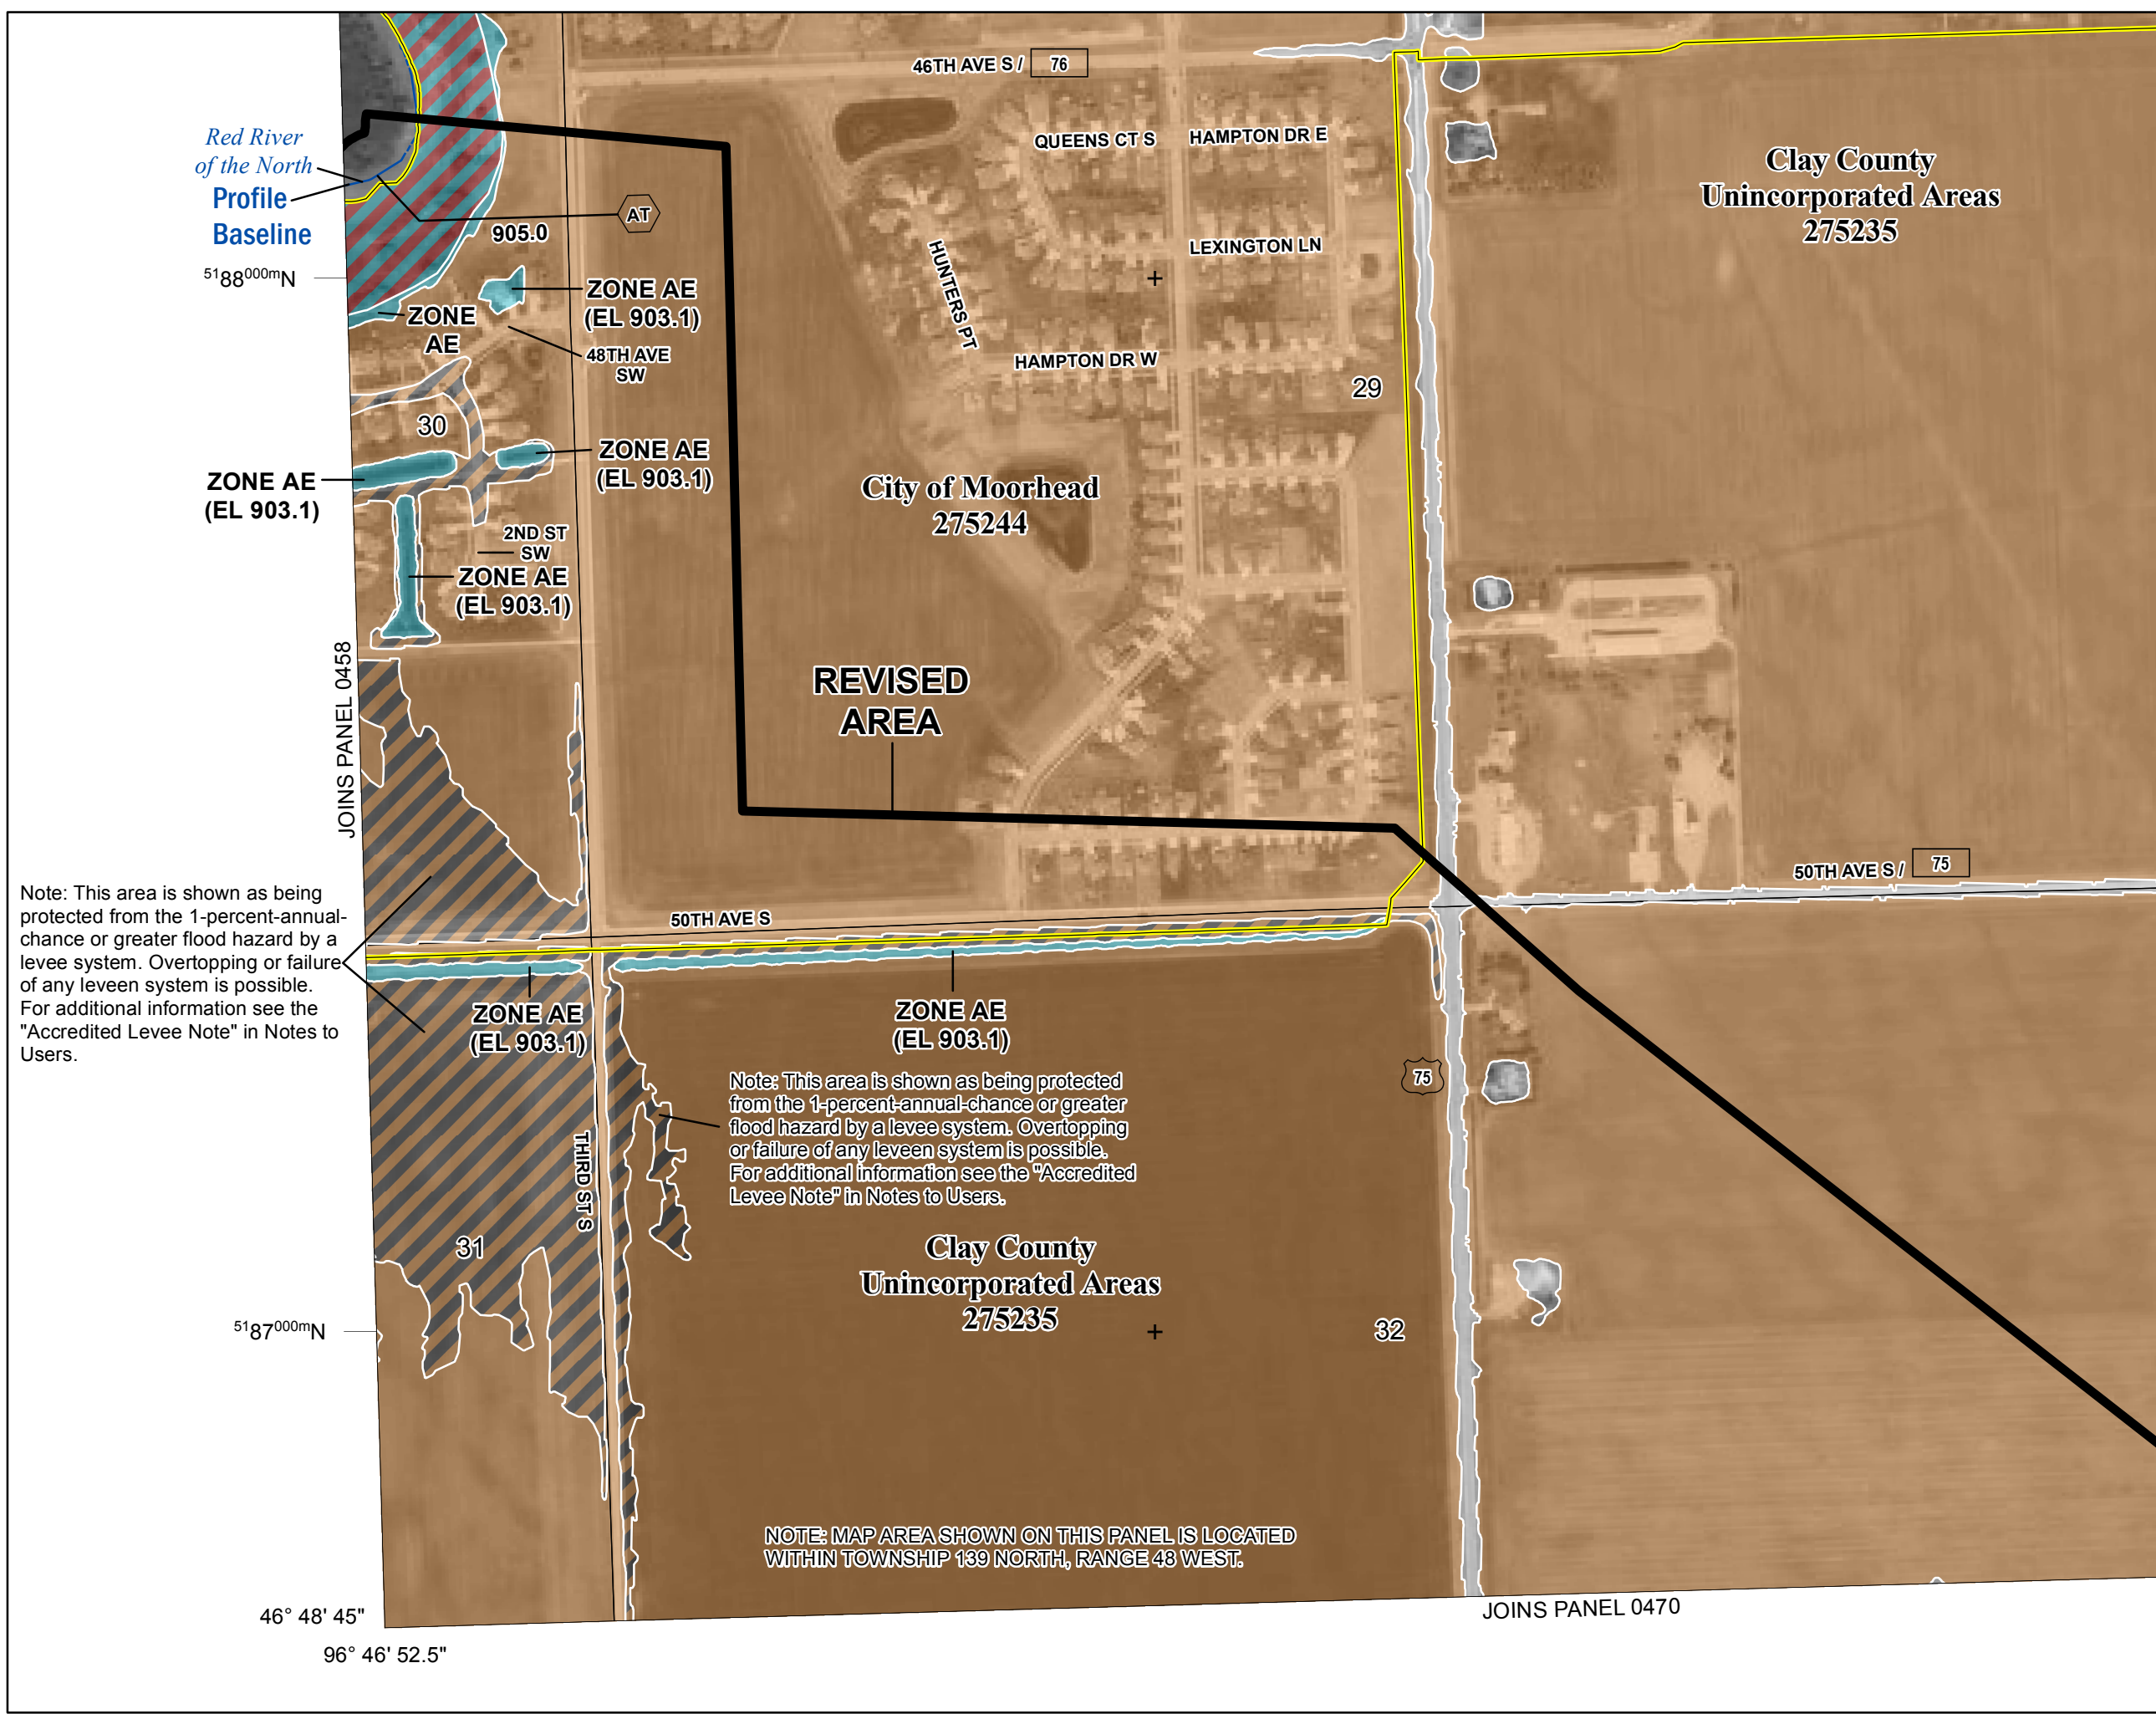 46TH AVE S / 76
Red River
of the North
Profile
Baseline
AT
905.0
QUEENS CT S
HAMPTON DR E
Clay County
Unincorporated Areas
275235
5188000mN
ZONE AE
(EL 903.1)
ZONE
AE
48TH AVE
SW
HUNTERS PT
LEXINGTON LN
HAMPTON DR W
29
30
ZONE AE
(EL 903.1)
ZONE AE
(EL 903.1)
City of Moorhead
275244
2ND ST
SW
ZONE AE
(EL 903.1)
JOINS PANEL 0458
REVISED
AREA
50TH AVE S / 75
50TH AVE S
Note: This area is shown as being
protected from the 1-percent-annual-
chance or greater flood hazard by a
levee system. Overtopping or failure
of any leveen system is possible.
For additional information see the
"Accredited Levee Note" in Notes to
Users.
ZONE AE
(EL 903.1)
ZONE AE
(EL 903.1)
Note: This area is shown as being protected
from the 1-percent-annual-chance or greater
flood hazard by a levee system. Overtopping
or failure of any leveen system is possible.
For additional information see the "Accredited
Levee Note" in Notes to Users.
75
THIRD ST S
31
Clay County
Unincorporated Areas
275235
32
5187000mN
NOTE: MAP AREA SHOWN ON THIS PANEL IS LOCATED
WITHIN TOWNSHIP 139 NORTH, RANGE 48 WEST.
46° 48' 45"
96° 46' 52.5"
JOINS PANEL 0470